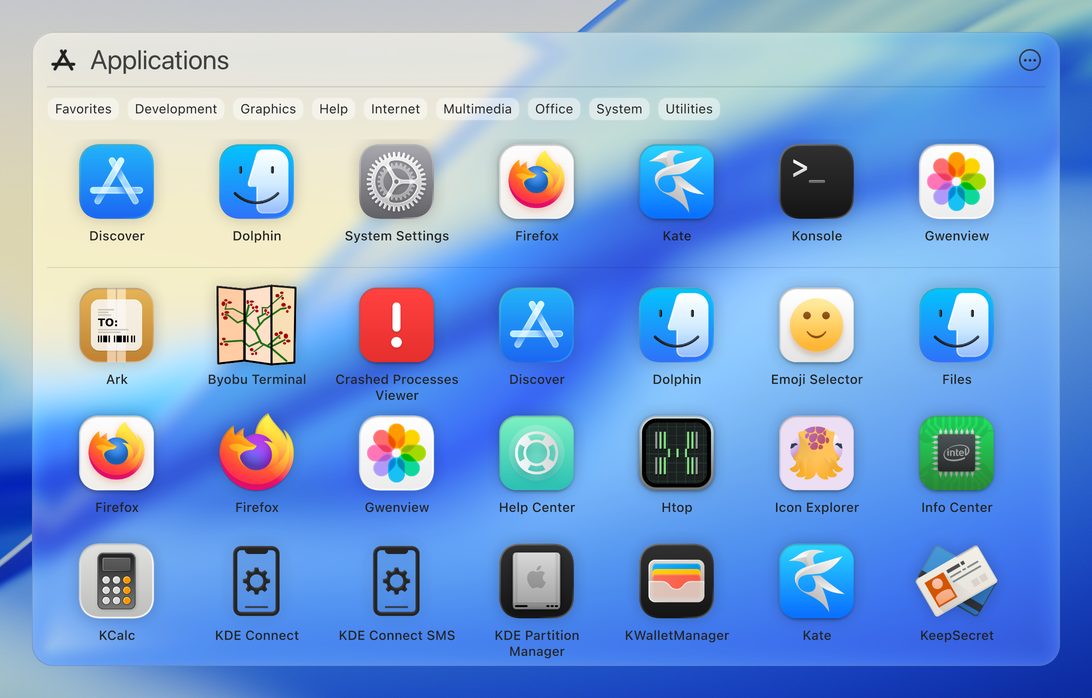 Applications
Favorites
Development
Graphics
Help
Internet
Multimedia
Office
System
Utilities
>_
Discover
Dolphin
System Settings
Firefox
Kate
Konsole
Gwenview
TO:
Ark
Byobu Terminal
Crashed Processes
Viewer
Discover
Dolphin
Emoji Selector
Files
intel
Firefox
Firefox
Gwenview
Help Center
Htop
Icon Explorer
Info Center
KCalc
KDE Connect
KDE Connect SMS
KDE Partition
Manager
KWalletManager
Kate
KeepSecret